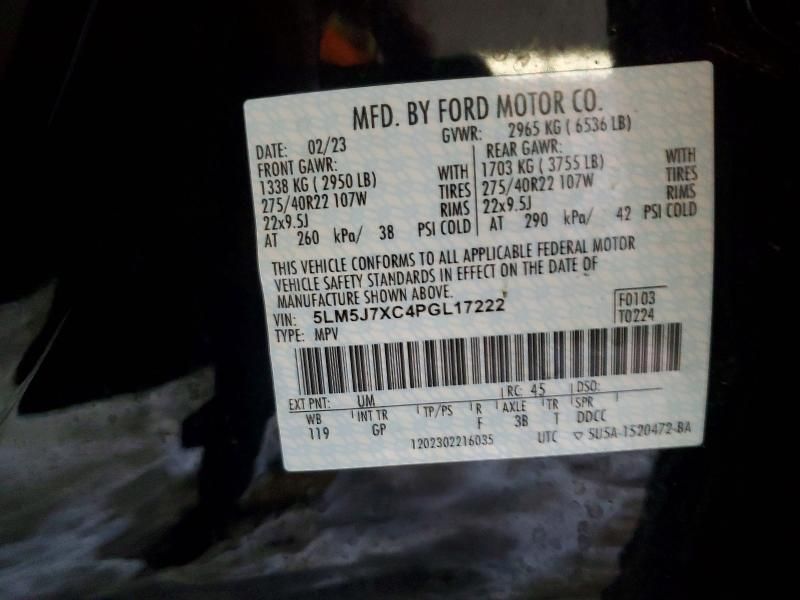 MFD. BY FORD MOTOR CO.
DATE: 02/23 GVWR: 2965 KG ( 6536 LB)
FRONT GAWR: REAR GAWR:
1338 KG ( 2950 LB) WITH 1703 KG ( 3755 LB) WITH
275/40R22 107W TIRES 275/40R22 107W TIRES
22x9.5J RIMS 22x9.5J RIMS
AT 260 kPa/ 38 PSI COLD AT 290 kPa/ 42 PSI COLD
THIS VEHICLE CONFORMS TO ALL APPLICABLE FEDERAL MOTOR
VEHICLE SAFETY STANDARDS IN EFFECT ON THE DATE OF
MANUFACTURE SHOWN ABOVE. F0103
VIN: 5LM5J7XC4PGL17222 T0224
TYPE: MPV
EXT PNT: UM RC: 45 DSO:
WB INT TR TP/PS R AXLE TR SPR
119 GP F 3B T DDCC
1202302216035 UTC ▽ 5U5A-1520472-BA